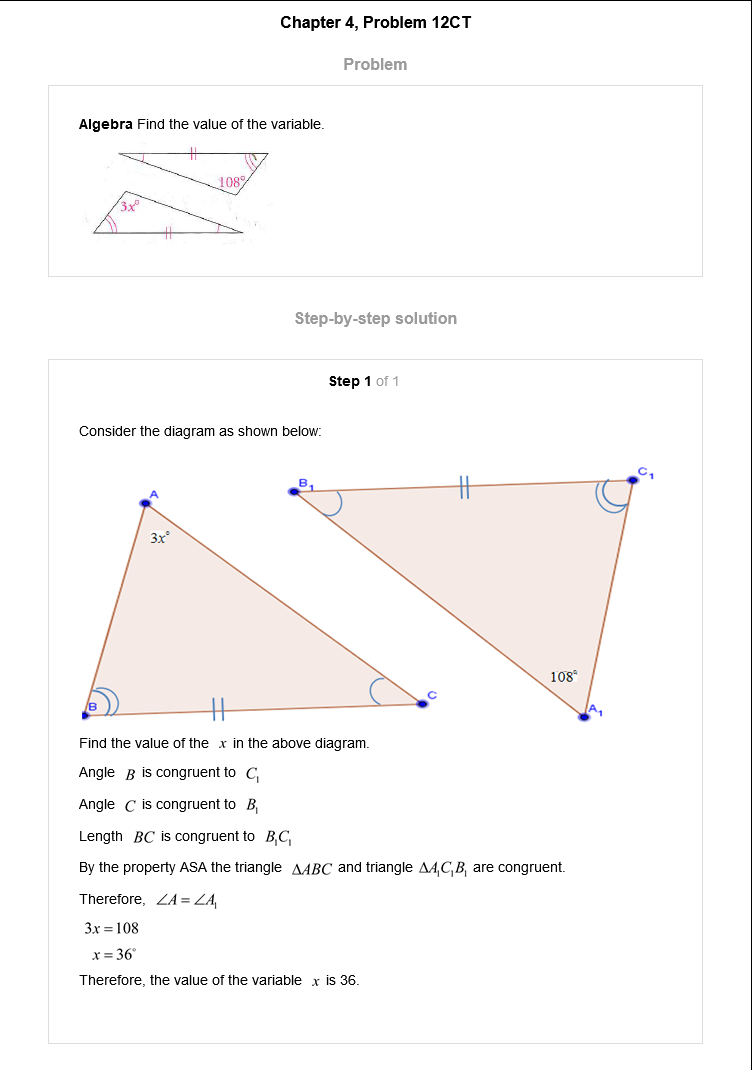 Chapter 4, Problem 12CT
Problem
Algebra Find the value of the variable.
108°
3x°
Step-by-step solution
Step 1 of 1
Consider the diagram as shown below:
A
3x°
B
C
B₁
C₁
108°
A₁
Find the value of the x in the above diagram.
Angle B is congruent to C₁
Angle C is congruent to B₁
Length BC is congruent to B₁C₁
By the property ASA the triangle ΔABC and triangle ΔA₁C₁B₁ are congruent.
Therefore, ∠A = ∠A₁
3x = 108
x = 36°
Therefore, the value of the variable x is 36.